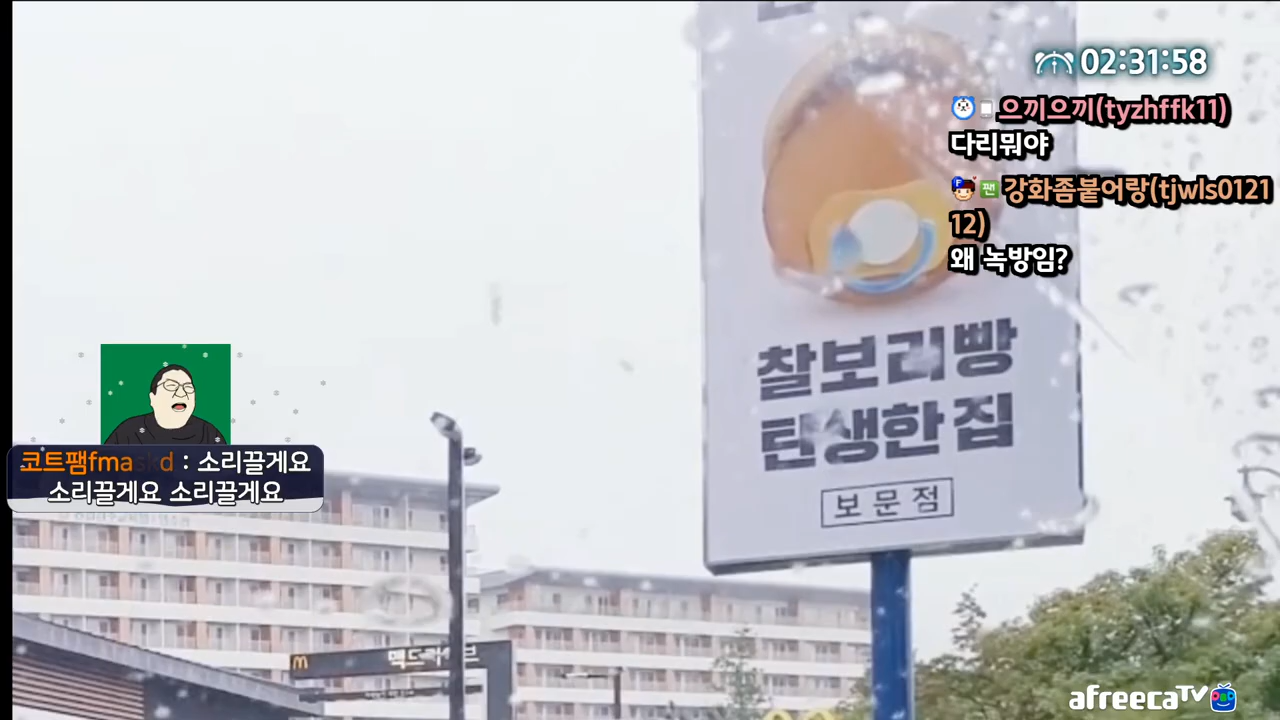 02:31:58
으끼으끼(tyzhffk11)
다리뭐야
강화좀붙어랑(tjwls0121
12)
왜 녹방임?
찰보리빵
탄생한 집
보문점
코트팸fmaskd : 소리끌게요
소리끌게요 소리끌게요
맥드라이브
afreecaTV